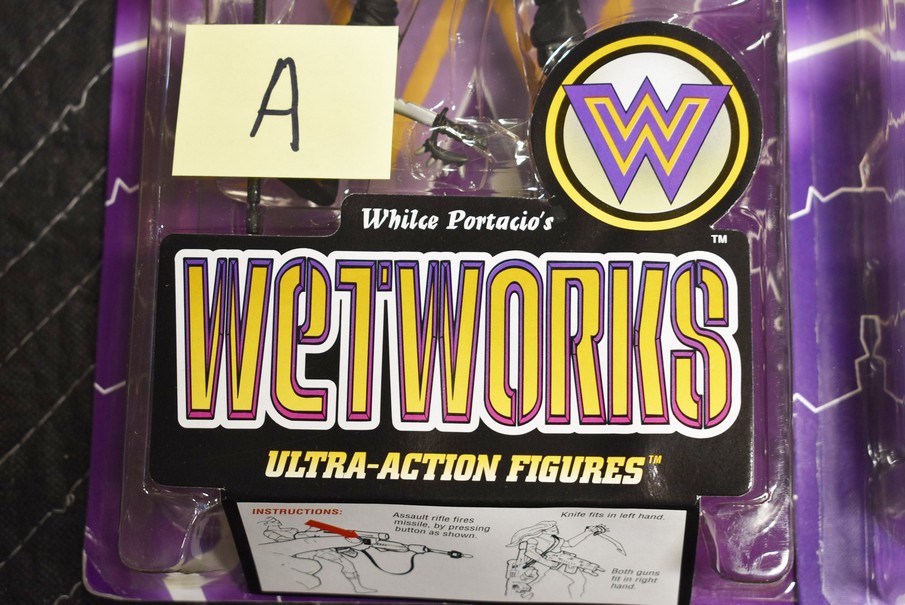 A
W
Whilce Portacio's
TM
WeTWORKS
ULTRA-ACTION FIGURES™
INSTRUCTIONS:
Assault rifle fires
missile, by pressing
button as shown.
Knife fits in left hand.
Both guns
fit in right
hand.